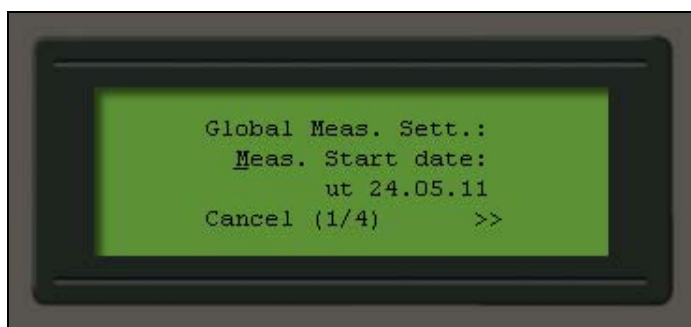 Global Meas. Sett.:
Meas. Start date:
ut 24.05.11
Cancel (1/4) >>